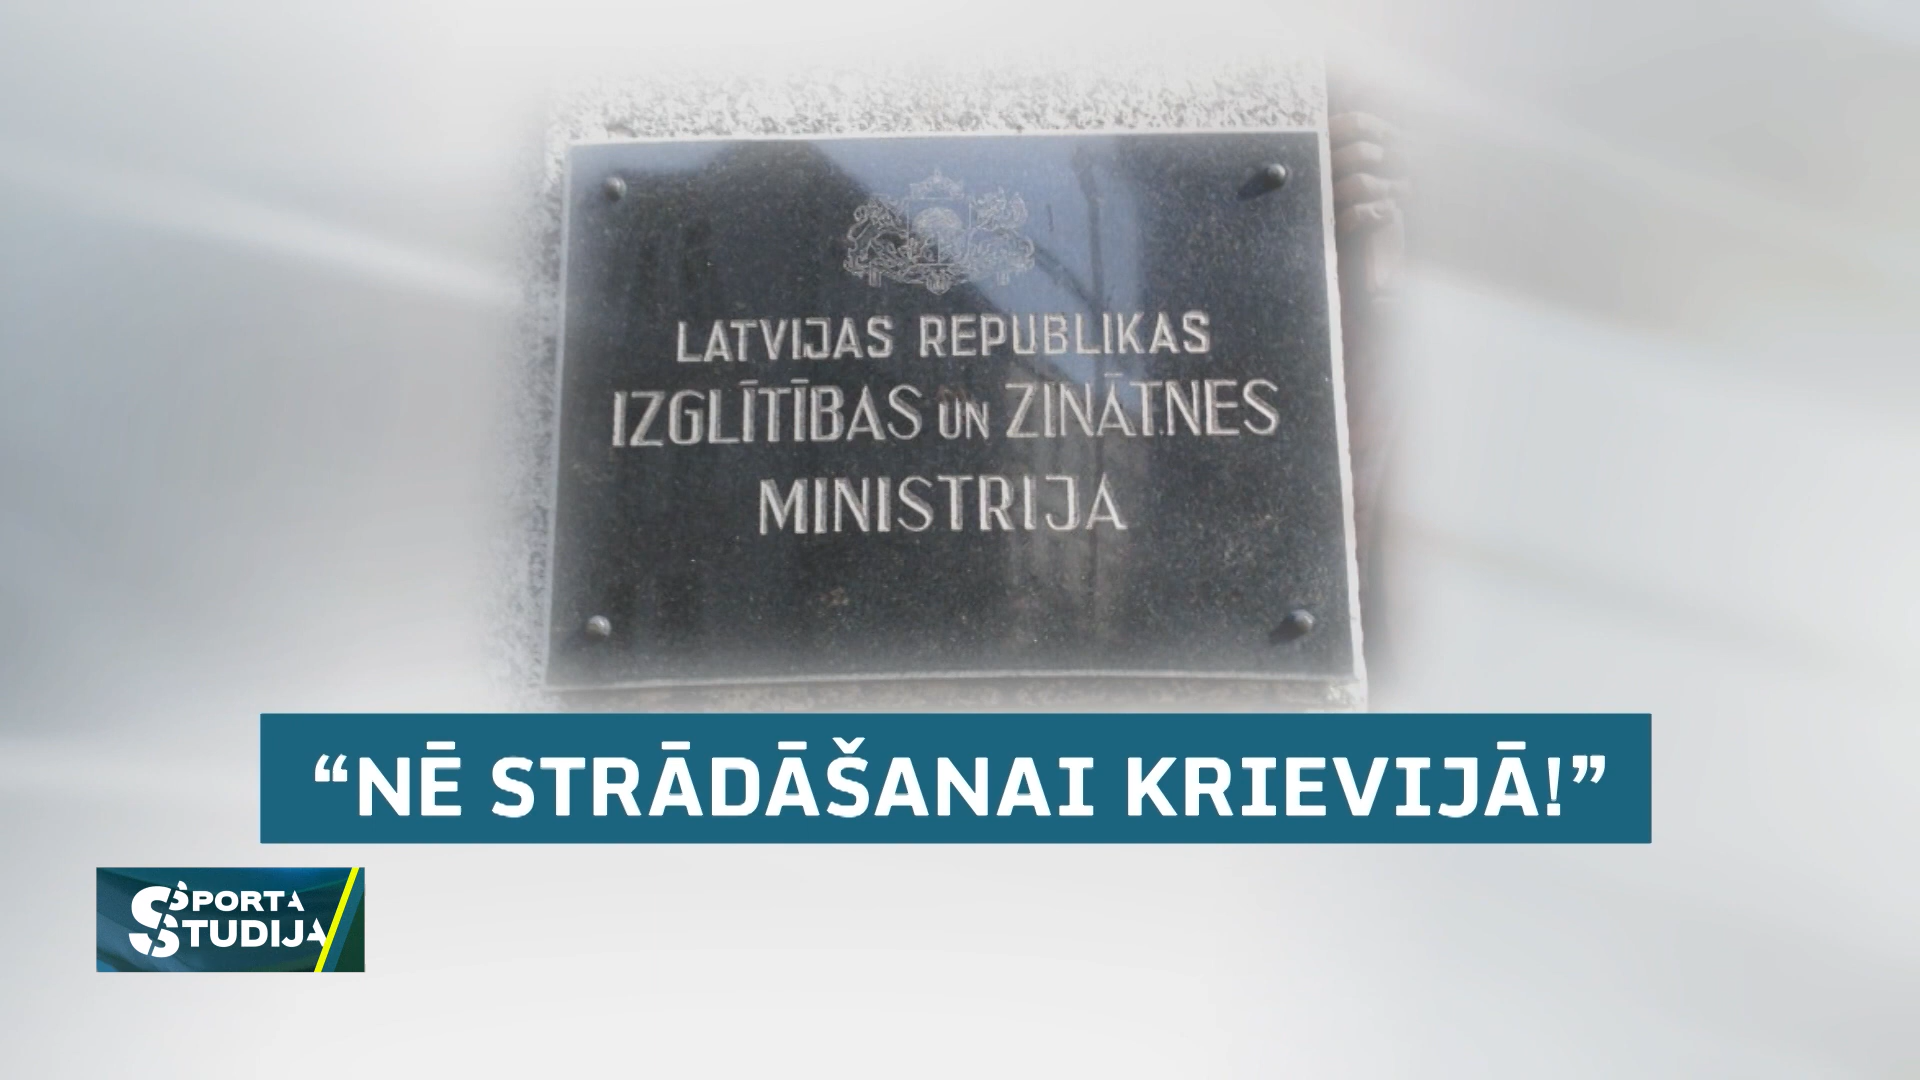 LATVIJAS REPUBLIKAS
IZGLĪTĪBAS UN ZINĀTNES
MINISTRIJA
“NĒ STRĀDĀŠANAI KRIEVIJĀ!”
SPORTA
STUDIJA